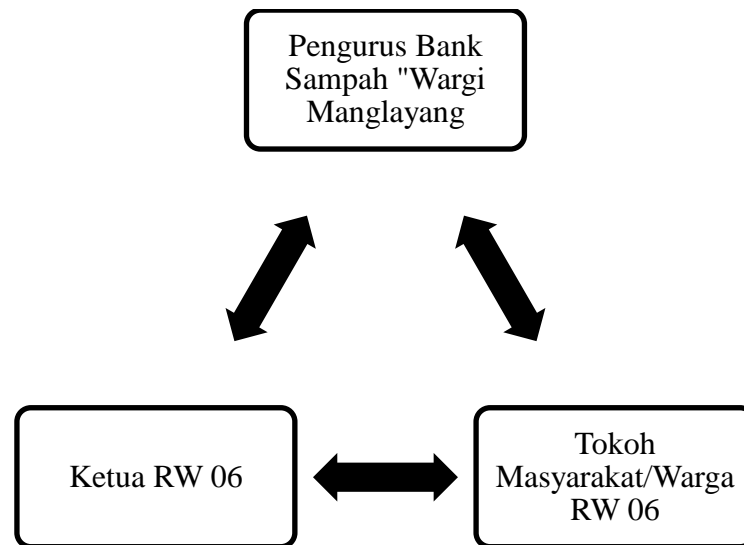 Pengurus Bank
Sampah "Wargi
Manglayang
Ketua RW 06
Tokoh
Masyarakat/Warga
RW 06